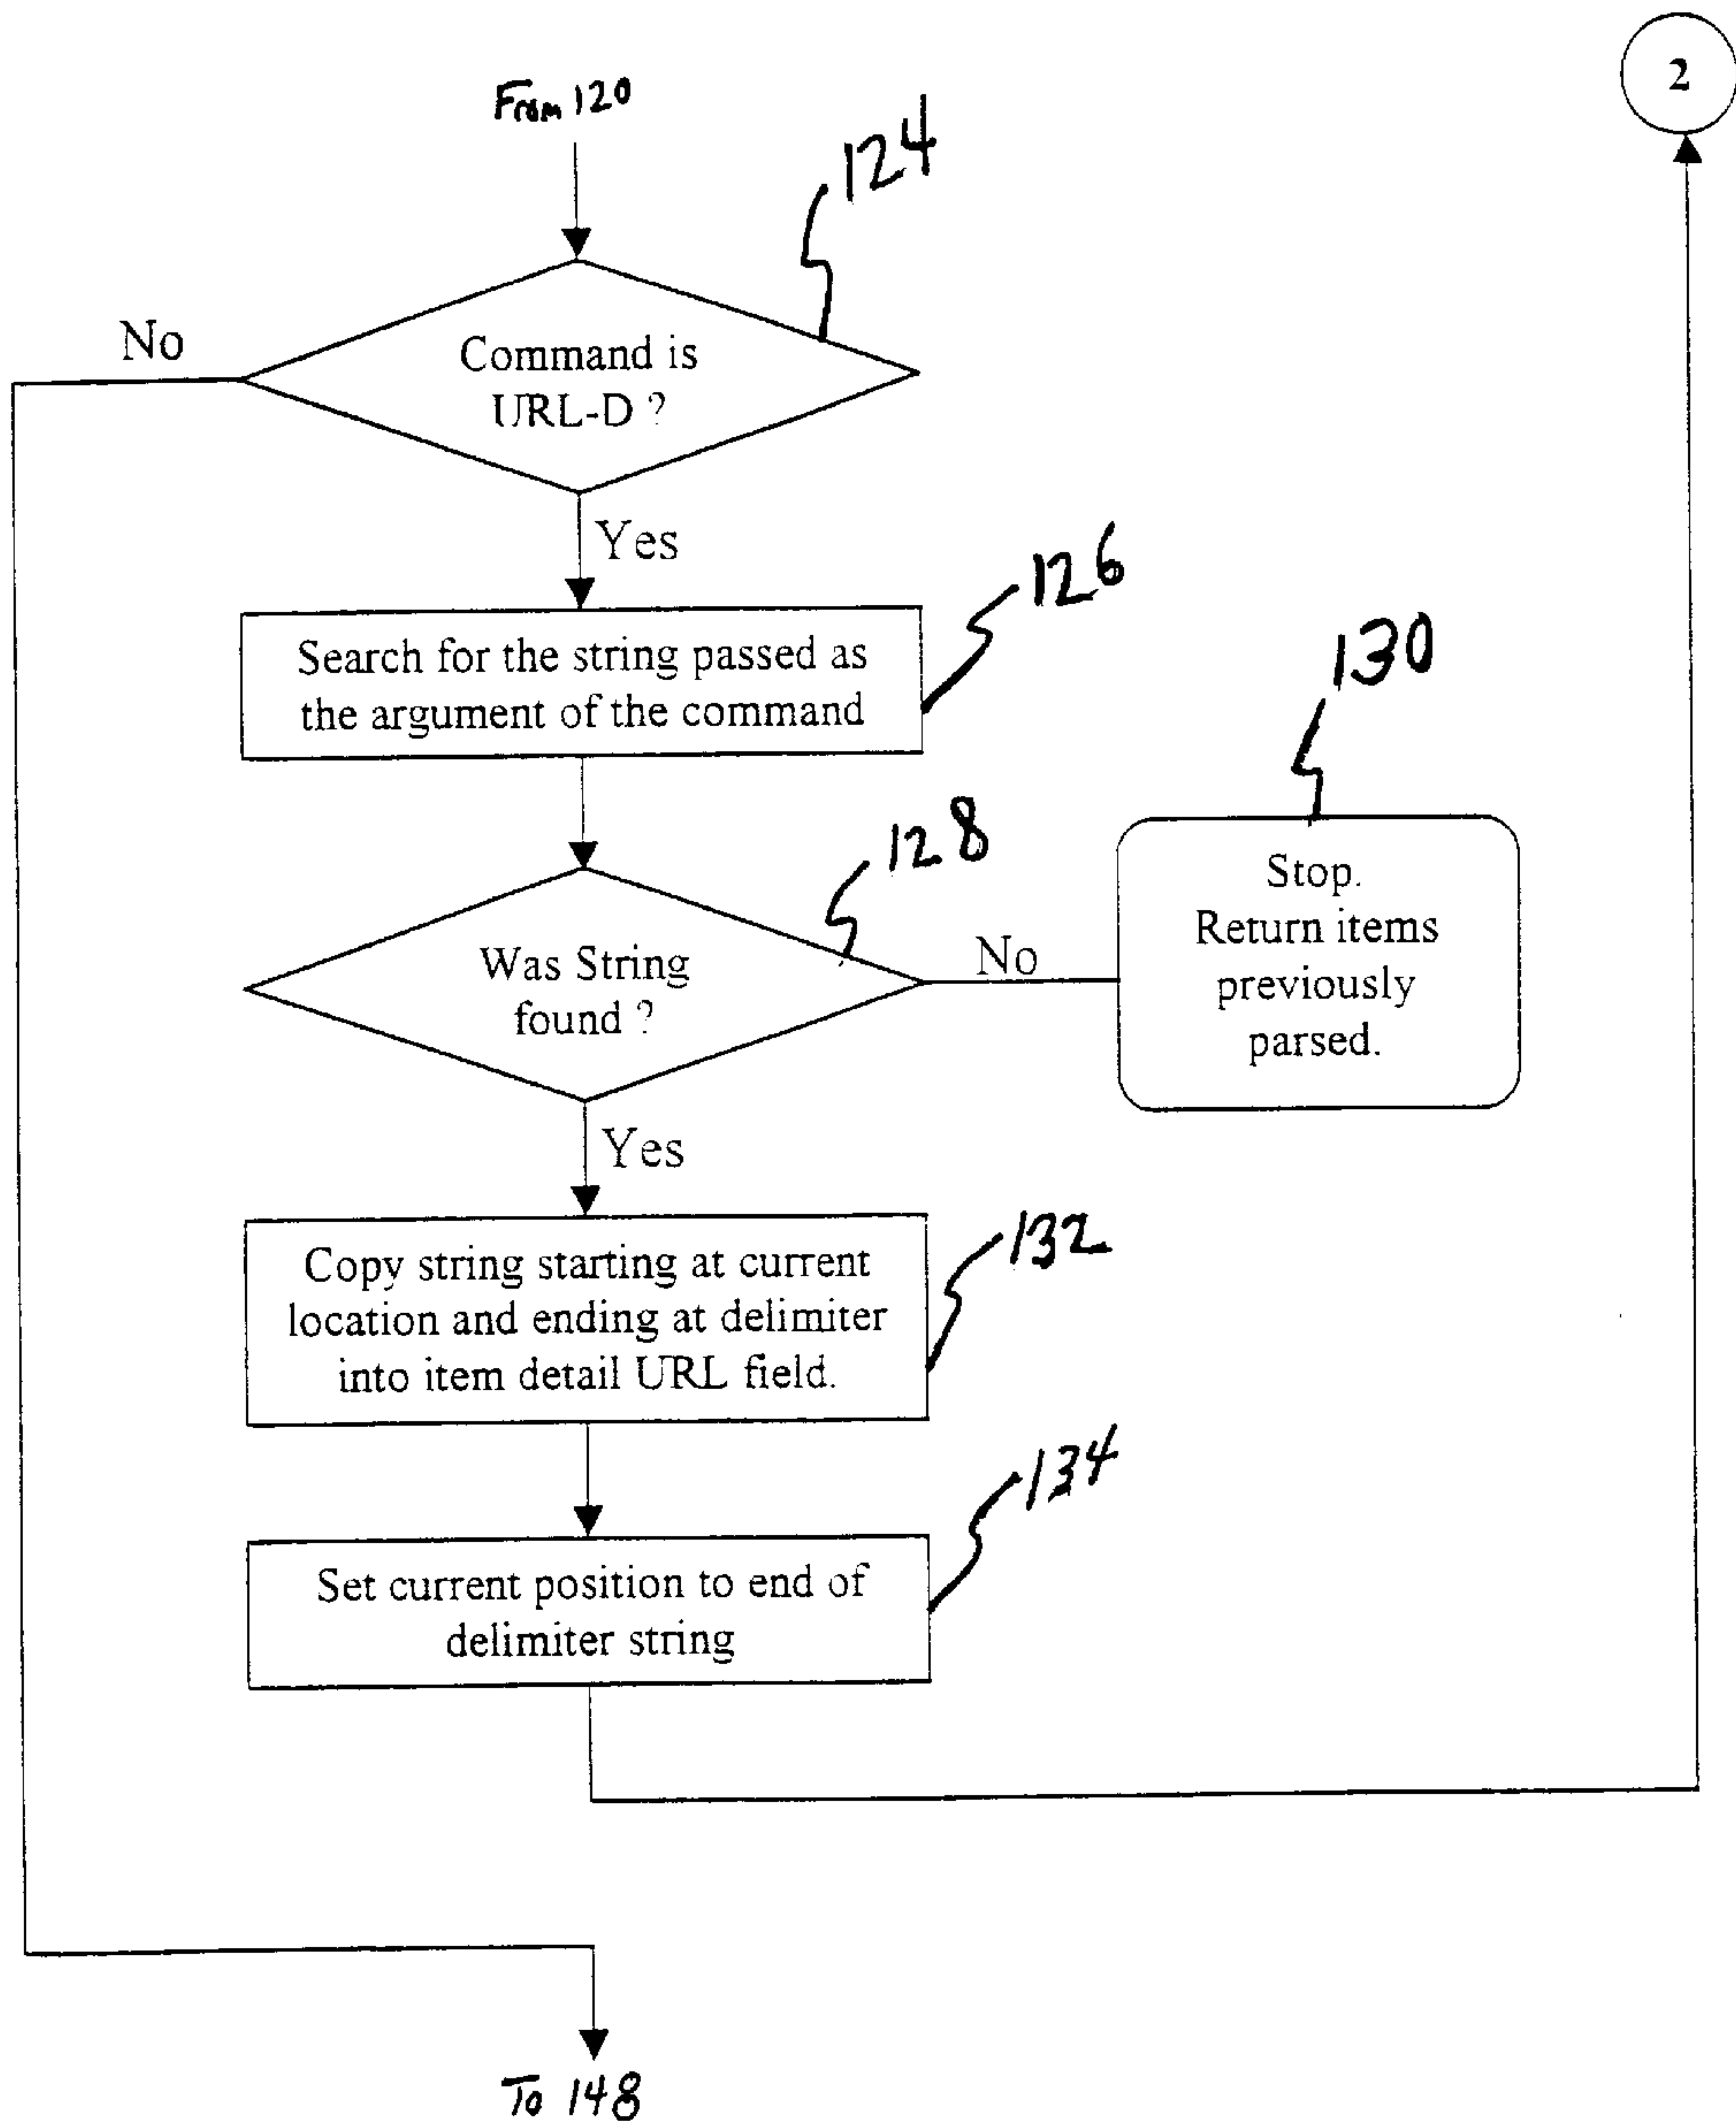 2
From 120
124
No
Command is
URL-D ?
Yes
126
Search for the string passed as
the argument of the command
130
128
Was String
found ?
No
Stop.
Return items
previously
parsed.
Yes
132
Copy string starting at current
location and ending at delimiter
into item detail URL field.
134
Set current position to end of
delimiter string
To 148